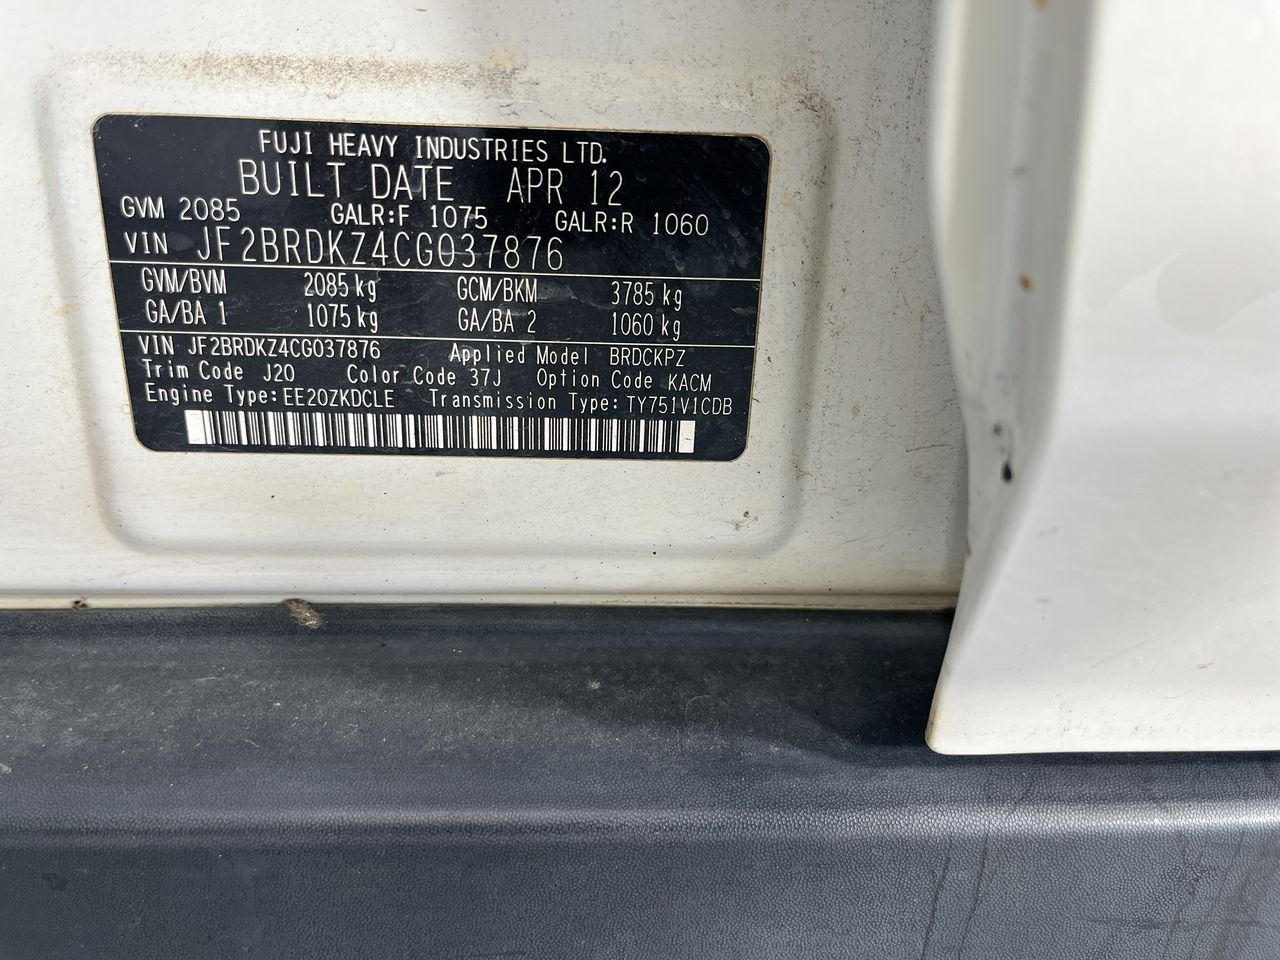 FUJI HEAVY INDUSTRIES LTD.
BUILT DATE APR 12
GVM 2085 GALR:F 1075 GALR:R 1060
VIN JF2BRDKZ4CG037876
GVM/BVM 2085 kg GCM/BKM 3785 kg
GA/BA 1 1075 kg GA/BA 2 1060 kg
VIN JF2BRDKZ4CG037876 Applied Model BRDCKPZ
Trim Code J20 Color Code 37J Option Code KACM
Engine Type:EE20ZKDCLE Transmission Type:TY751V1CDB